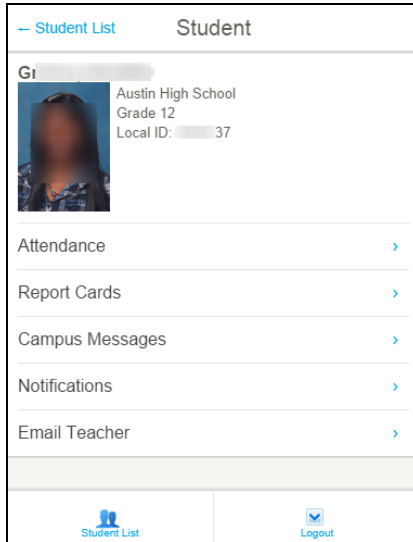 ← Student List Student
Austin High School
Grade 12
Local ID: 37
Attendance ›
Report Cards ›
Campus Messages ›
Notifications ›
Email Teacher ›
Student List Logout